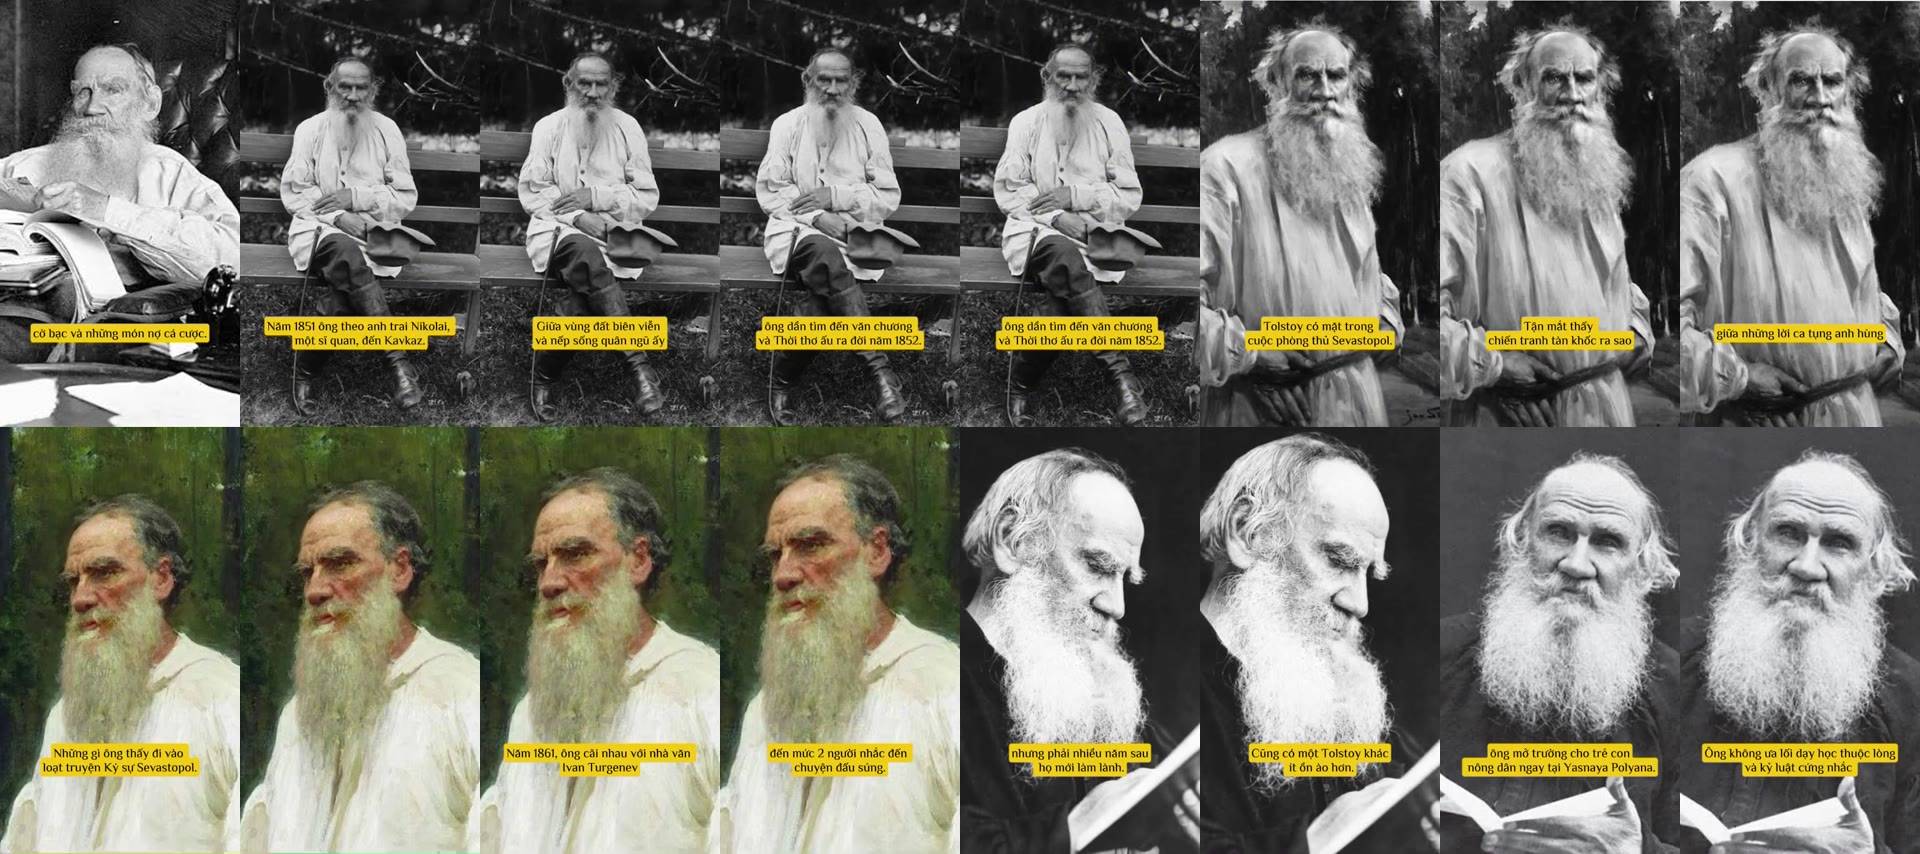 cờ bạc và những món nợ cá cược.
Năm 1851 ông theo anh trai Nikolai,
một sĩ quan, đến Kavkaz.
Giữa vùng đất biên viễn
và nếp sống quân ngũ ấy
ông dần tìm đến văn chương
và Thời thơ ấu ra đời năm 1852.
ông dần tìm đến văn chương
và Thời thơ ấu ra đời năm 1852.
Tolstoy có mặt trong
cuộc phòng thủ Sevastopol.
Tận mắt thấy
chiến tranh tàn khốc ra sao
giữa những lời ca tụng anh hùng
Những gì ông thấy đi vào
loạt truyện Ký sự Sevastopol.
Năm 1861, ông cãi nhau với nhà văn
Ivan Turgenev
đến mức 2 người nhắc đến
chuyện đấu súng.
nhưng phải nhiều năm sau
họ mới làm lành.
Cũng có một Tolstoy khác
ít ồn ào hơn.
ông mở trường cho trẻ con
nông dân ngay tại Yasnaya Polyana.
Ông không ưa lối dạy học thuộc lòng
và kỷ luật cứng nhắc